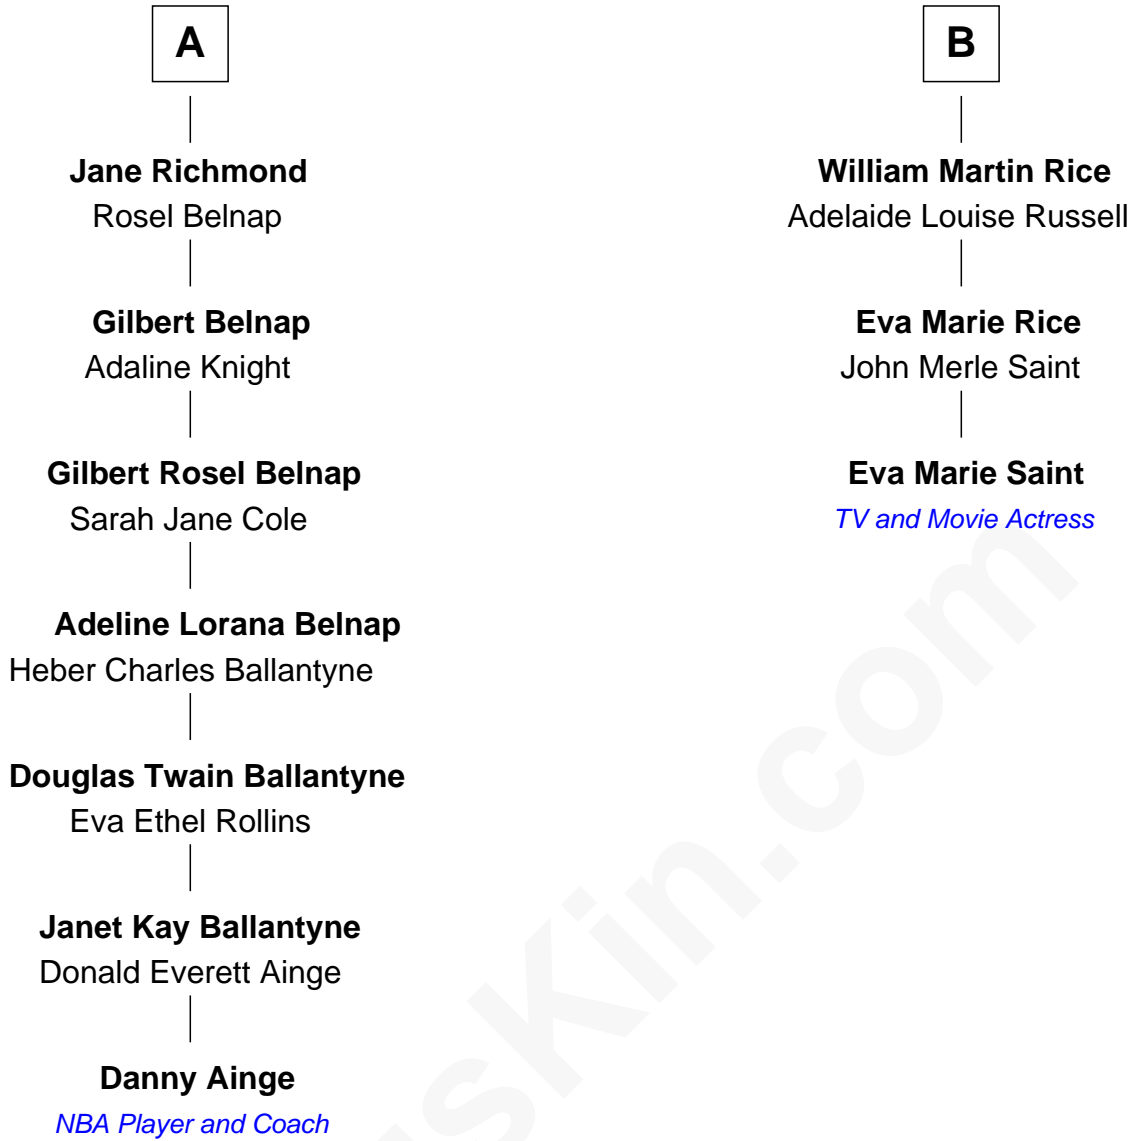 A
Jane Richmond
Rosel Belnap
Gilbert Belnap
Adaline Knight
Gilbert Rosel Belnap
Sarah Jane Cole
Adeline Lorana Belnap
Heber Charles Ballantyne
Douglas Twain Ballantyne
Eva Ethel Rollins
Janet Kay Ballantyne
Donald Everett Ainge
Danny Ainge
NBA Player and Coach
B
William Martin Rice
Adelaide Louise Russell
Eva Marie Rice
John Merle Saint
Eva Marie Saint
TV and Movie Actress